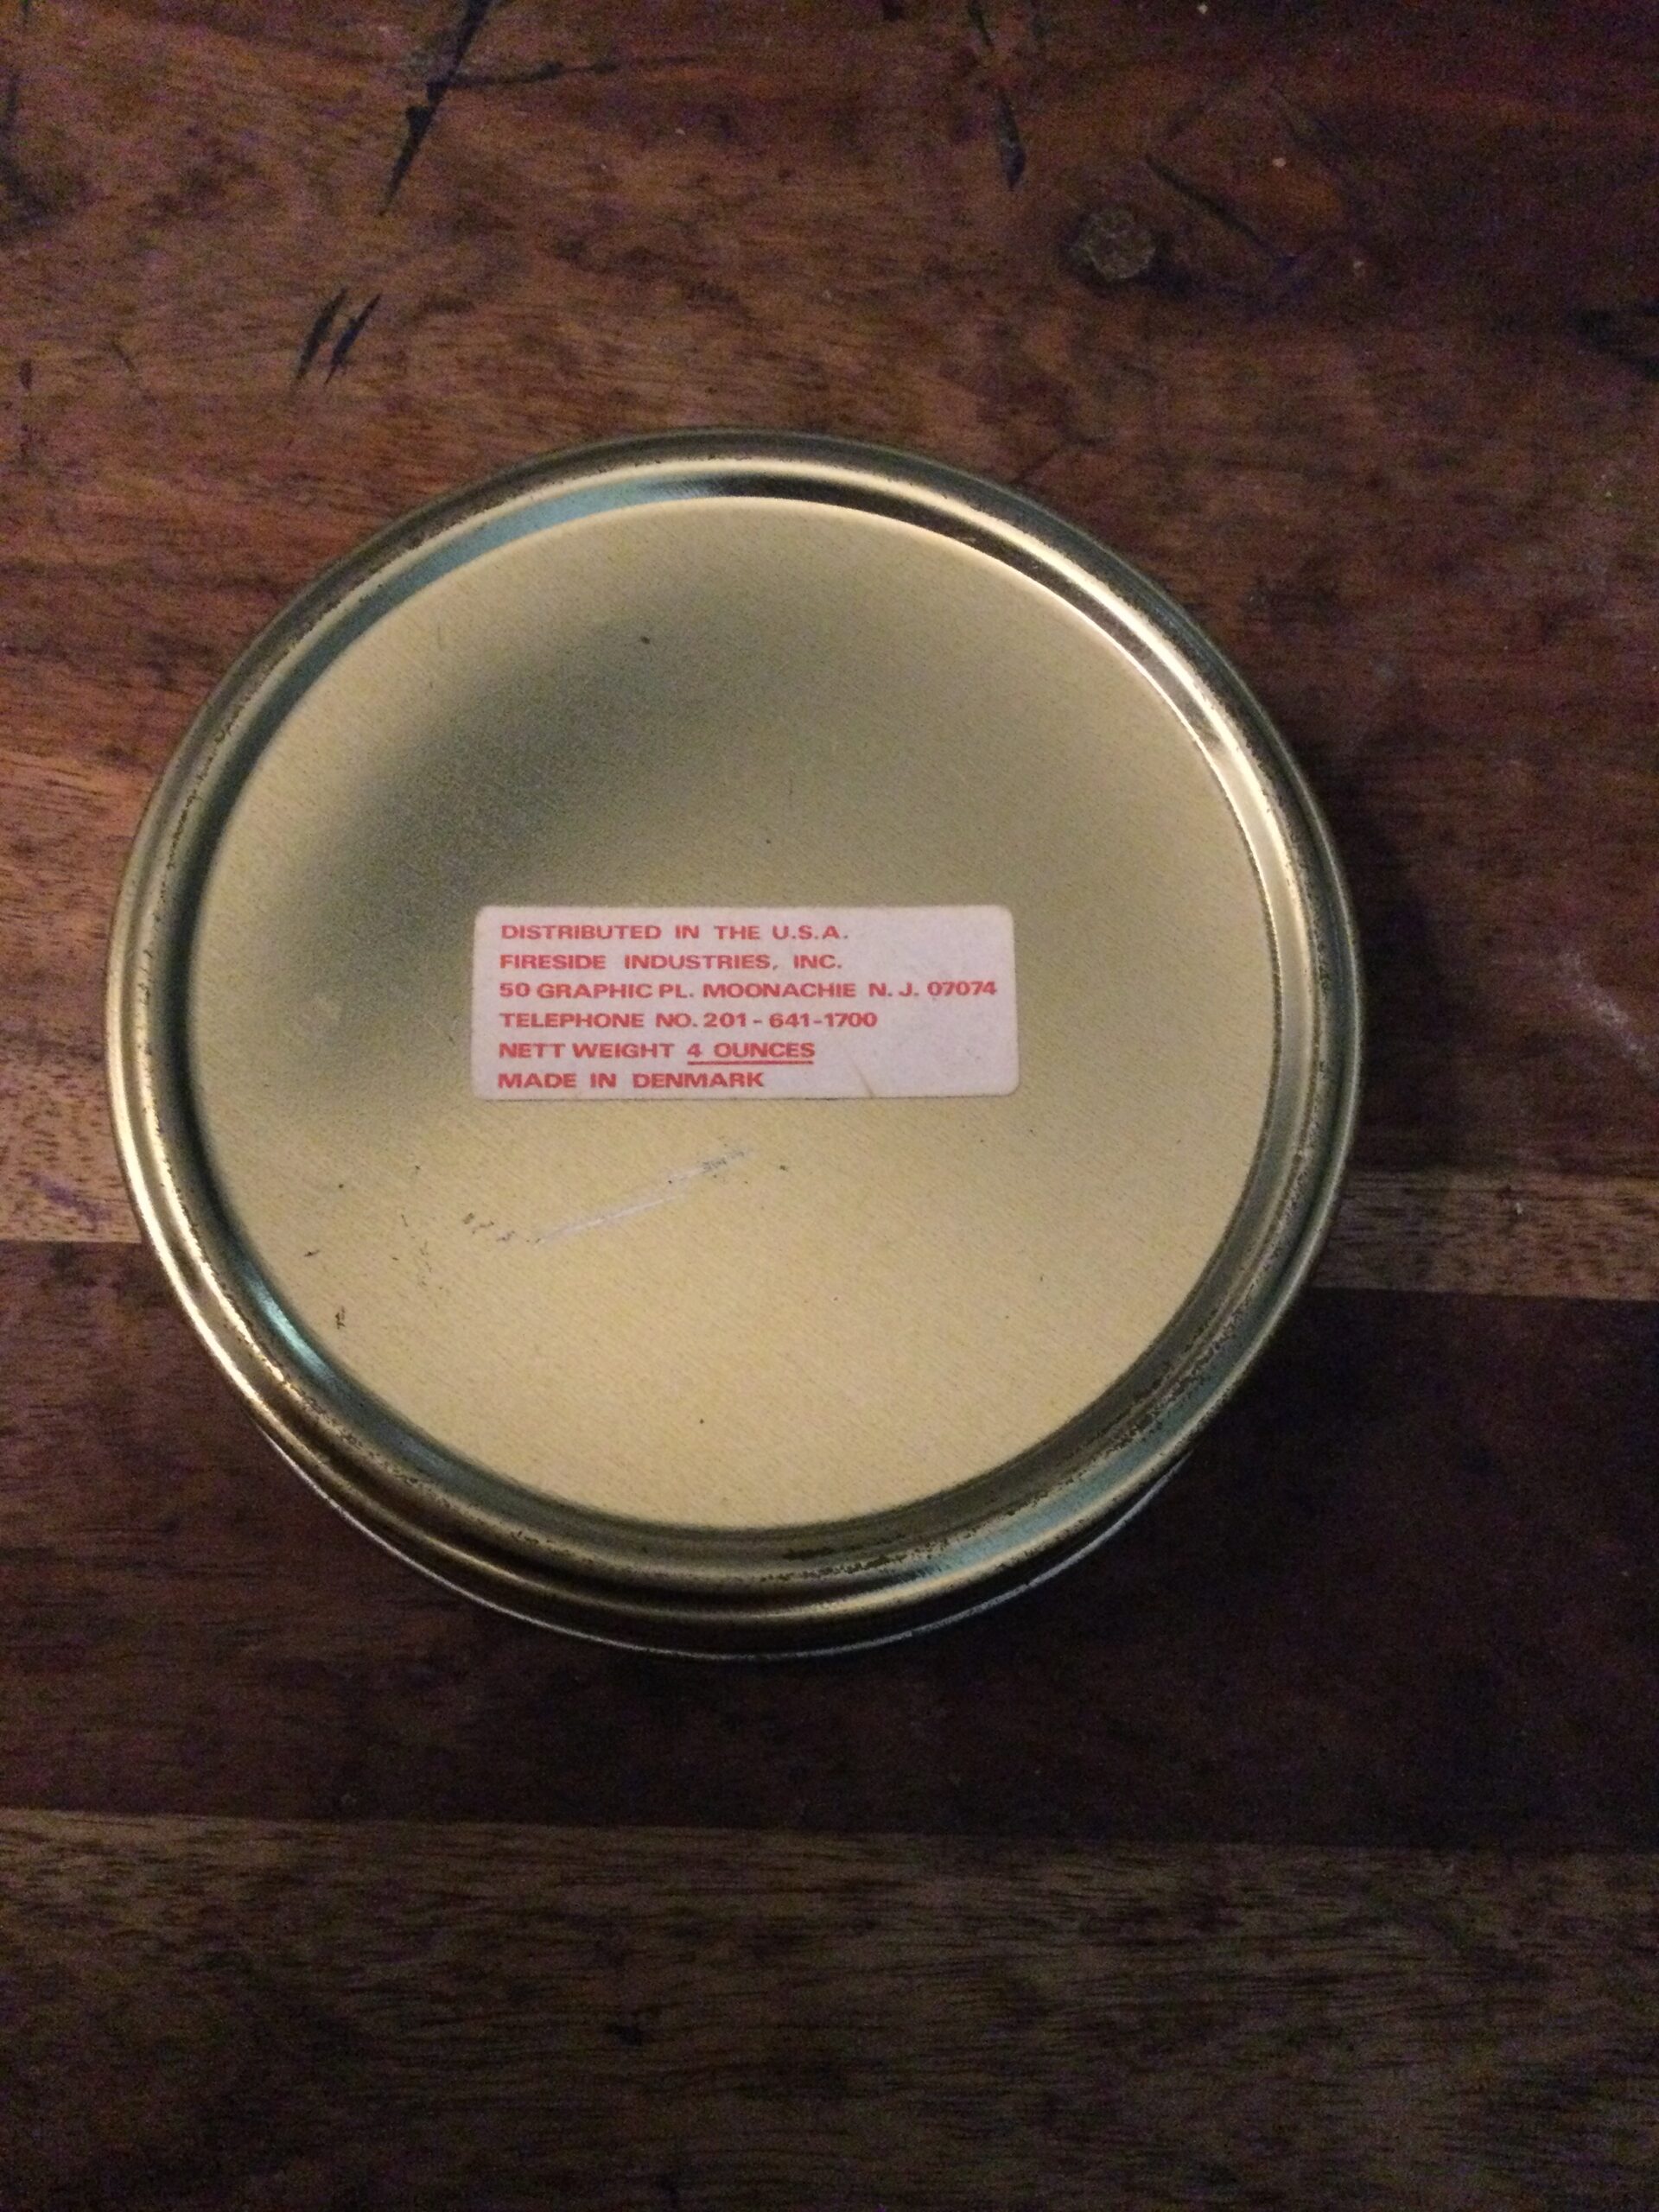 DISTRIBUTED IN THE U.S.A.
FIRESIDE INDUSTRIES, INC.
50 GRAPHIC PL. MOONACHIE N. J. 07074
TELEPHONE NO. 201-641-1700
NETT WEIGHT 4 OUNCES
MADE IN DENMARK